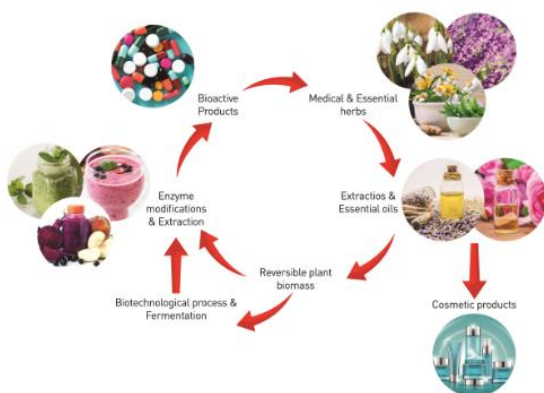 Bioactive
Products
Medical & Essential
herbs
Enzyme
modifications
& Extraction
Extractios &
Essential oils
Reversible plant
biomass
Biotechnological process &
Fermentation
Cosmetic products